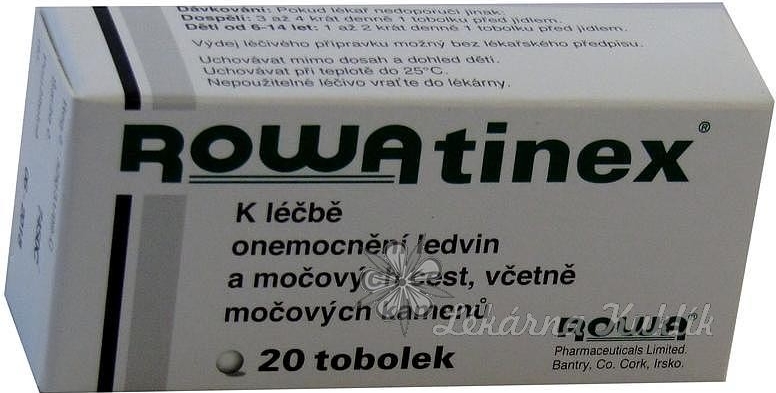 Dávkování: Pokud lékař nedoporučí jinak.
Dospělí: 3 až 4 krát denně 1 tobolku před jídlem.
Děti od 6-14 let: 1 až 2 krát denně 1 tobolku před jídlem.
Výdej léčivého přípravku možný bez lékařského předpisu.
Uchovávat mimo dosah a dohled dětí.
Uchovávat při teplotě do 25°C.
Nepoužitelné léčivo vraťte do lékárny.
ROWAtinex®
K léčbě
onemocnění ledvin
a močových cest, včetně
močových kamenů
20 tobolek
Lékárna Kuklík
ROWA®
Pharmaceuticals Limited.
Bantry, Co. Cork, Irsko.